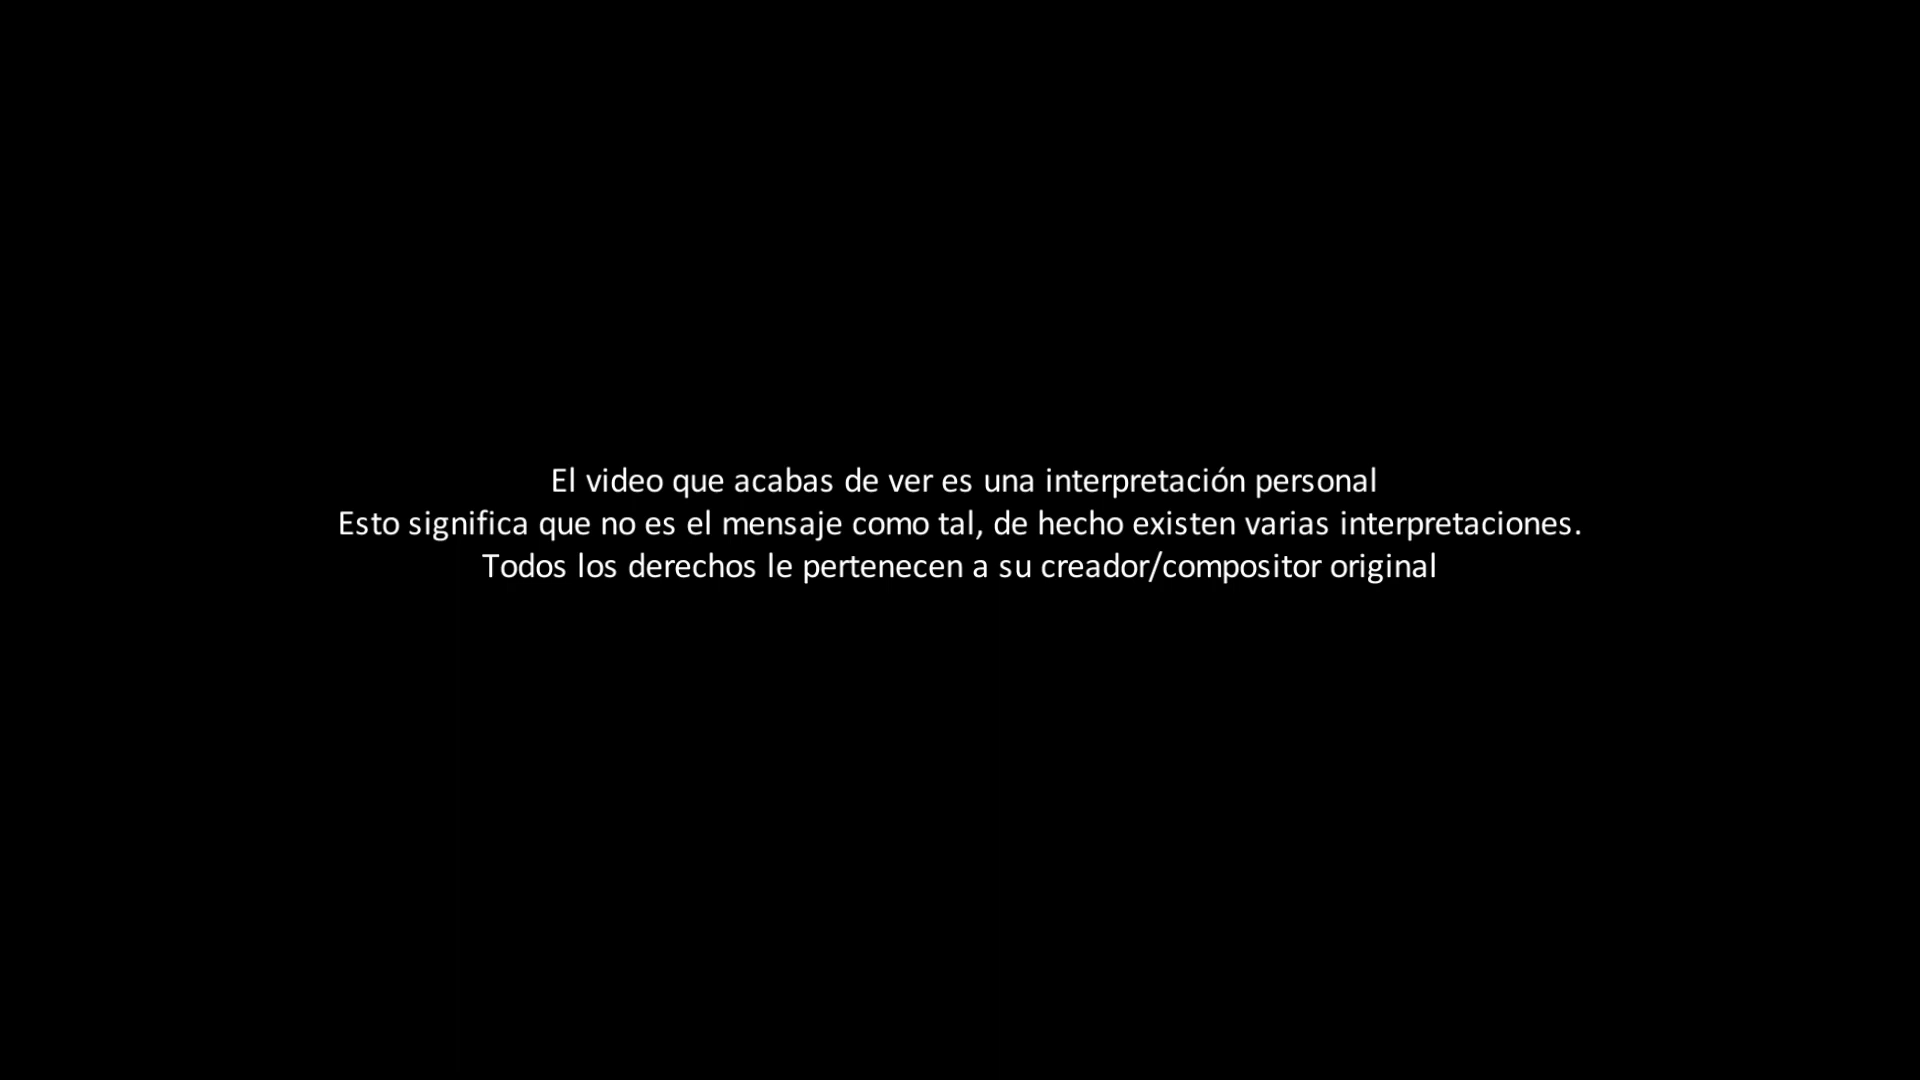 El video que acabas de ver es una interpretación personal
Esto significa que no es el mensaje como tal, de hecho existen varias interpretaciones.
Todos los derechos le pertenecen a su creador/compositor original